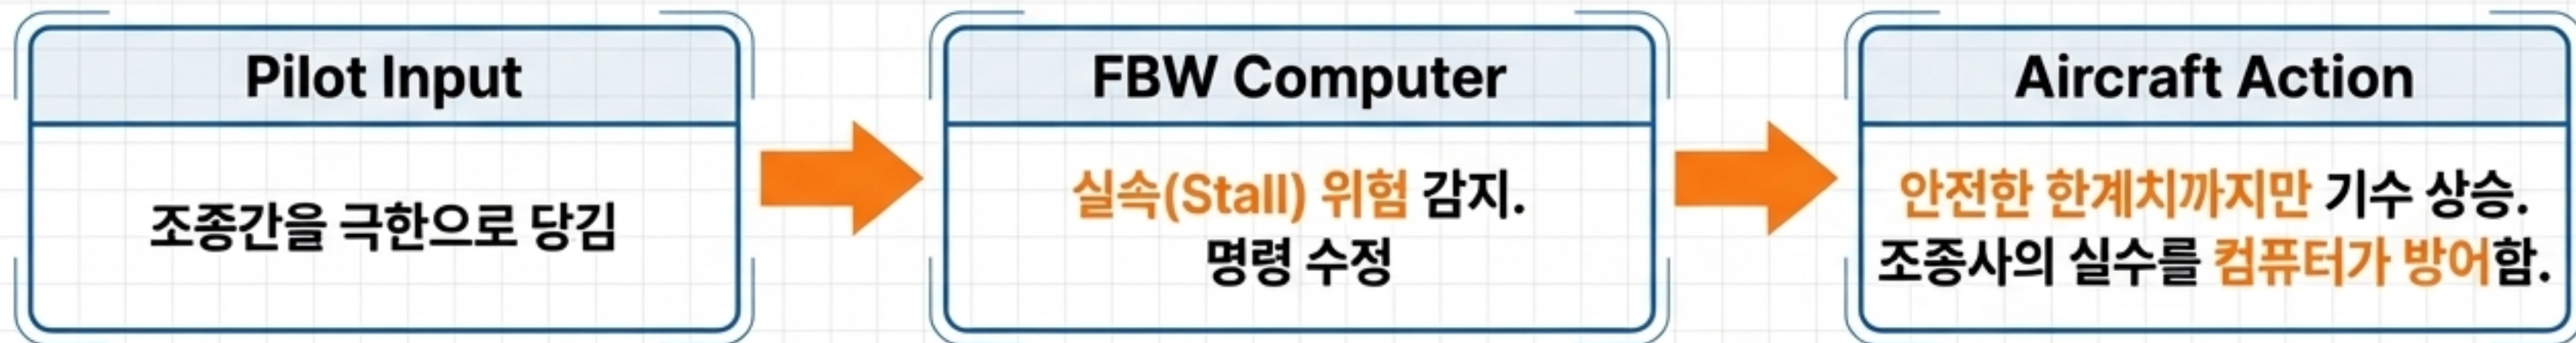 Pilot Input
조종간을 극한으로 당김
FBW Computer
실속(Stall) 위험 감지.
명령 수정
Aircraft Action
안전한 한계치까지만 기수 상승.
조종사의 실수를 컴퓨터가 방어함.